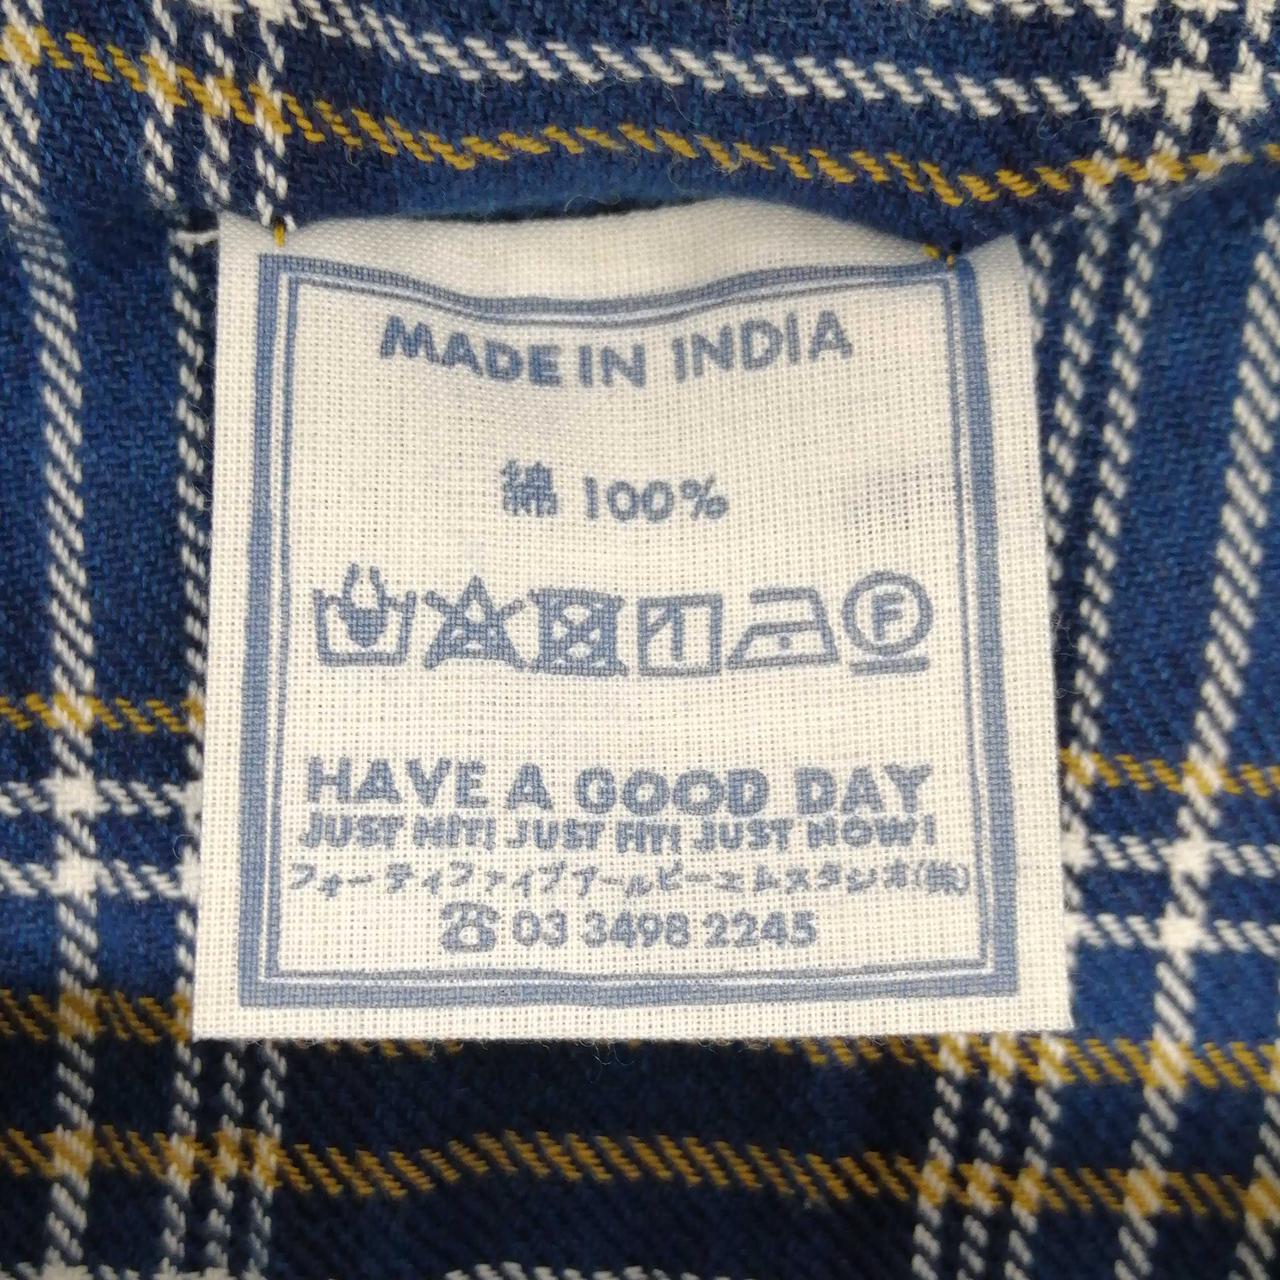 MADE IN INDIA
綿 100%
F
HAVE A GOOD DAY
JUST HIT! JUST FIT! JUST NOW!
フォーティファイブアールピーエムスタジオ(株)
☎ 03 3498 2245